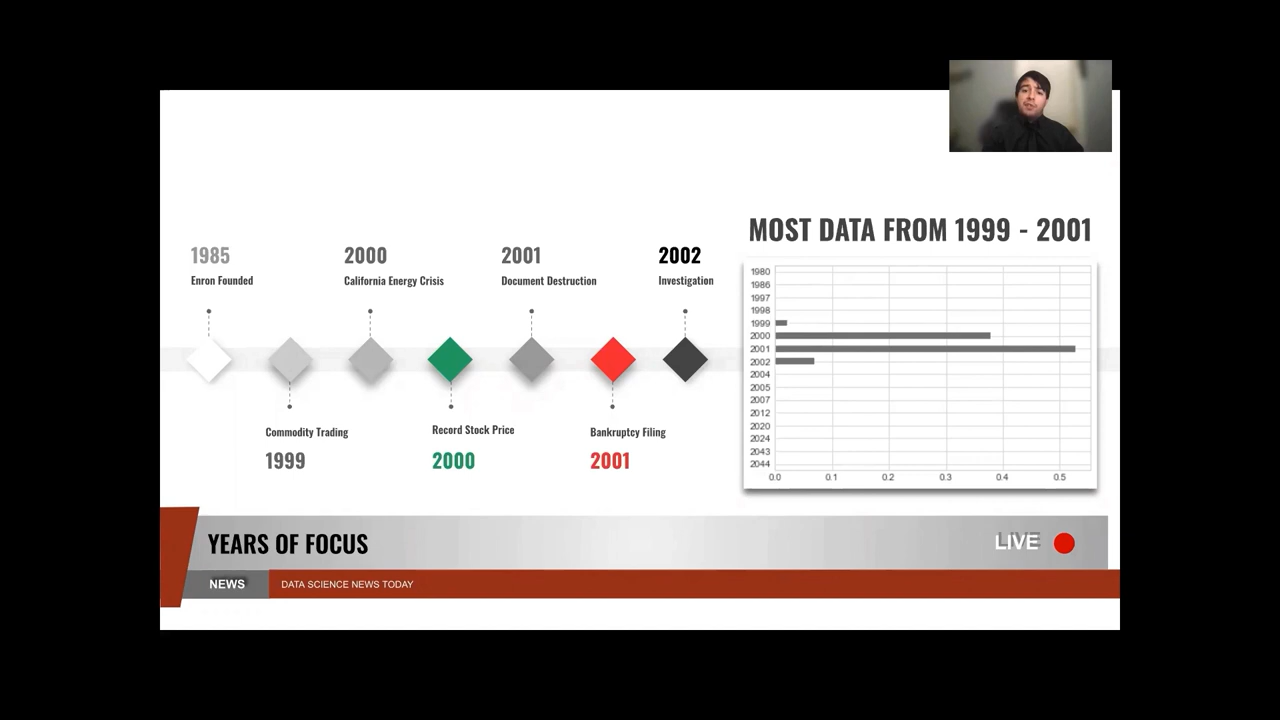 1985
Enron Founded
2000
California Energy Crisis
2001
Document Destruction
2002
Investigation
Commodity Trading
1999
Record Stock Price
2000
Bankruptcy Filing
2001
MOST DATA FROM 1999 - 2001
1980
1986
1997
1998
1999
2000
2001
2002
2004
2005
2007
2012
2020
2024
2043
2044
0.0 0.1 0.2 0.3 0.4 0.5
YEARS OF FOCUS
LIVE
NEWS
DATA SCIENCE NEWS TODAY